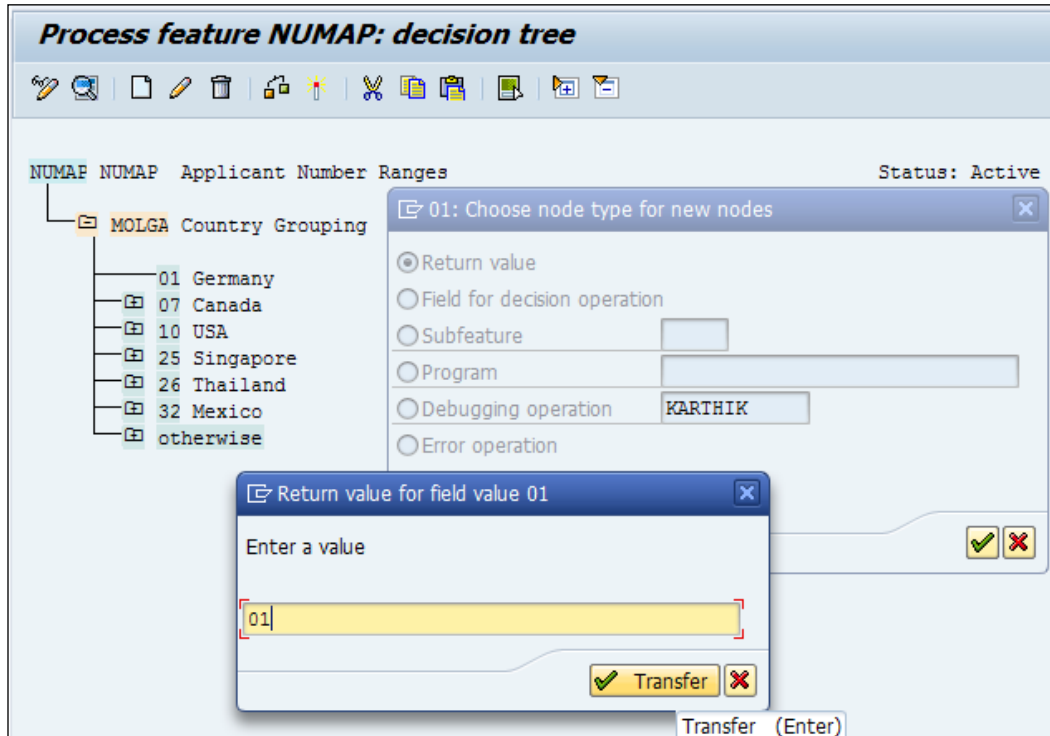 Process feature NUMAP: decision tree
NUMAP NUMAP Applicant Number Ranges Status: Active
MOLGA Country Grouping
01 Germany
07 Canada
10 USA
25 Singapore
26 Thailand
32 Mexico
otherwise
01: Choose node type for new nodes
Return value
Field for decision operation
Subfeature
Program
Debugging operation KARTHIK
Error operation
Return value for field value 01
Enter a value
01
Transfer
Transfer (Enter)